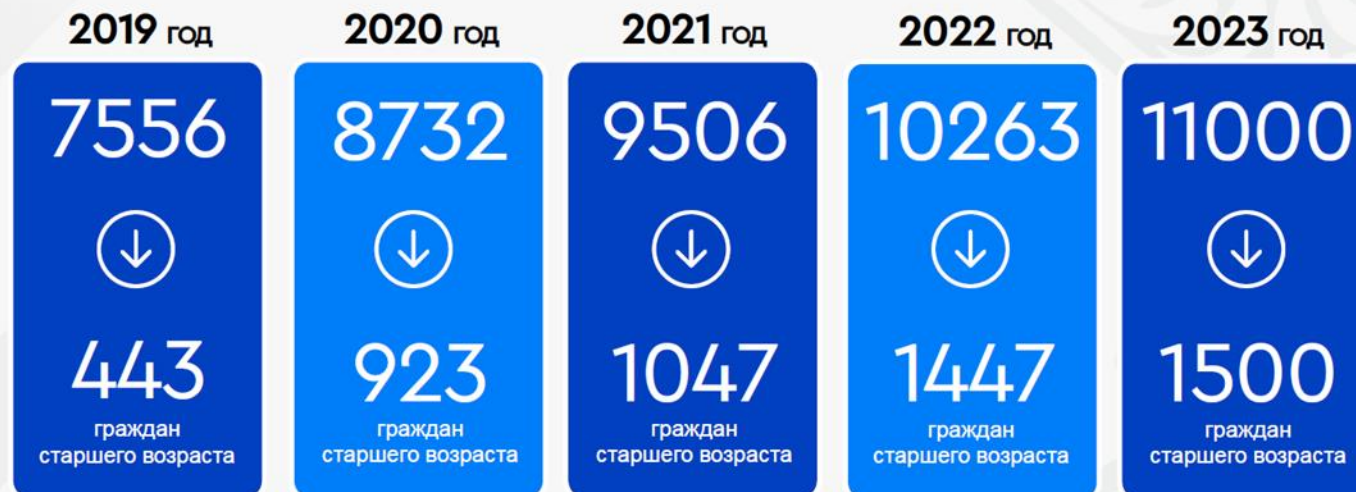 2019 год
7556
443
граждан
старшего возраста
2020 год
8732
923
граждан
старшего возраста
2021 год
9506
1047
граждан
старшего возраста
2022 год
10263
1447
граждан
старшего возраста
2023 год
11000
1500
граждан
старшего возраста